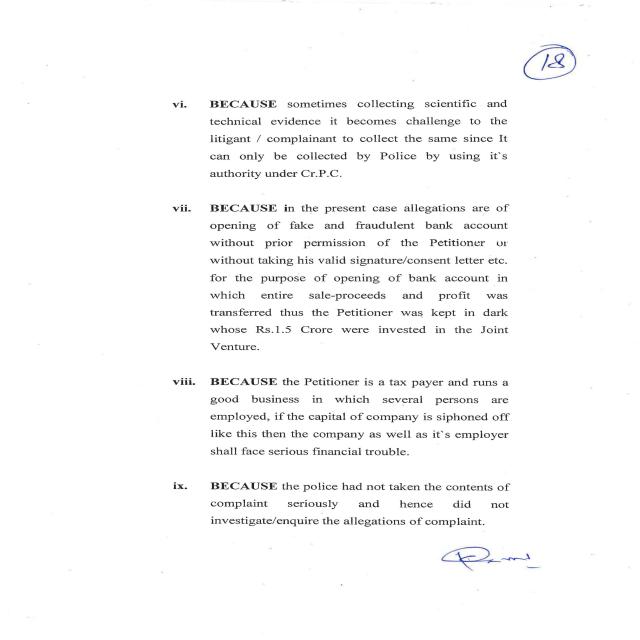 18
vi. BECAUSE sometimes collecting scientific and
technical evidence it becomes challenge to the
litigant / complainant to collect the same since It
can only be collected by Police by using it`s
authority under Cr.P.C.
vii. BECAUSE in the present case allegations are of
opening of fake and fraudulent bank account
without prior permission of the Petitioner or
without taking his valid signature/consent letter etc.
for the purpose of opening of bank account in
which entire sale-proceeds and profit was
transferred thus the Petitioner was kept in dark
whose Rs.1.5 Crore were invested in the Joint
Venture.
viii. BECAUSE the Petitioner is a tax payer and runs a
good business in which several persons are
employed, if the capital of company is siphoned off
like this then the company as well as it`s employer
shall face serious financial trouble.
ix. BECAUSE the police had not taken the contents of
complaint seriously and hence did not
investigate/enquire the allegations of complaint.